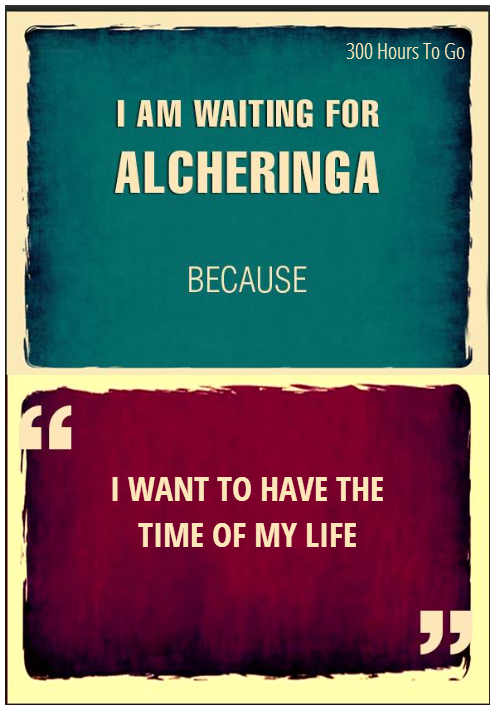 300 Hours To Go
I AM WAITING FOR
ALCHERINGA
BECAUSE
“
I WANT TO HAVE THE
TIME OF MY LIFE
”